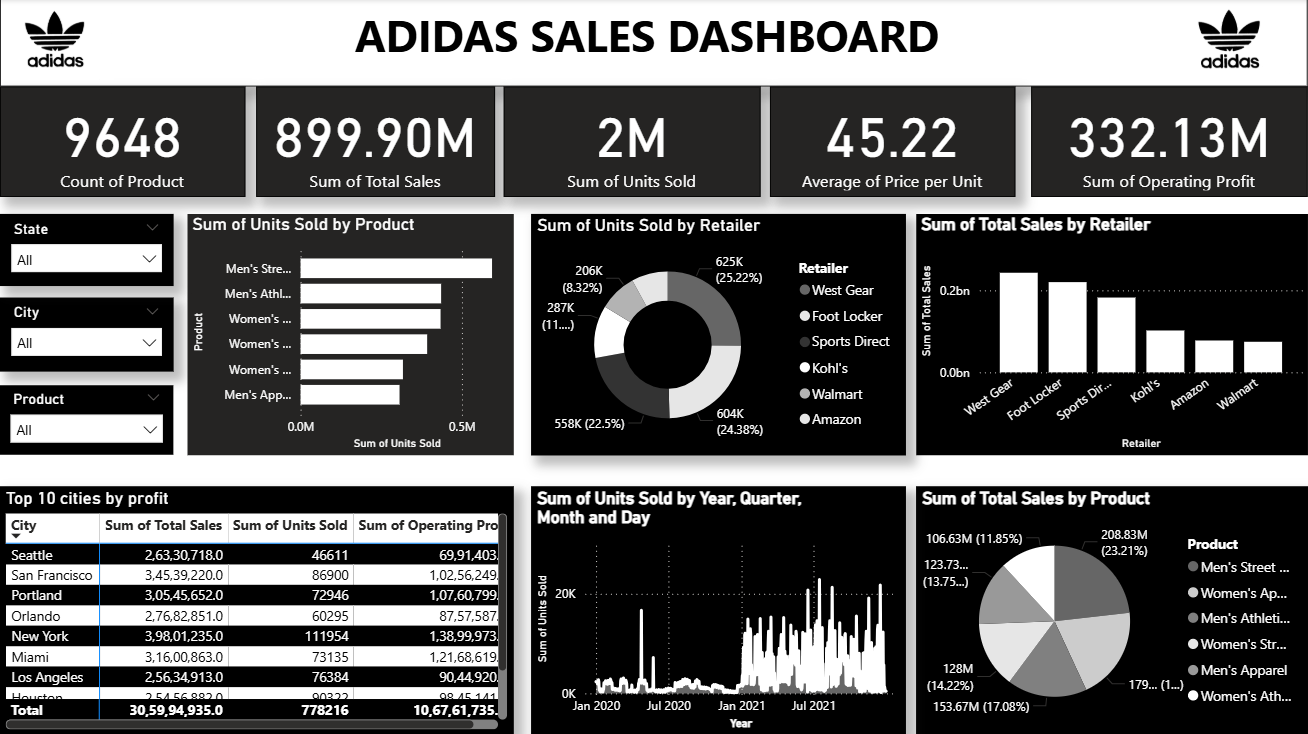 ADIDAS SALES DASHBOARD
adidas
adidas
9648
Count of Product
899.90M
Sum of Total Sales
2M
Sum of Units Sold
45.22
Average of Price per Unit
332.13M
Sum of Operating Profit
State
All
City
All
Product
All
Sum of Units Sold by Product
Product
Men's Stre...
Men's Athl...
Women's ...
Women's ...
Women's ...
Men's App...
0.0M 0.5M
Sum of Units Sold
Sum of Units Sold by Retailer
625K
(25.22%)
604K
(24.38%)
558K (22.5%)
287K
(11....)
206K
(8.32%)
Retailer
West Gear
Foot Locker
Sports Direct
Kohl's
Walmart
Amazon
Sum of Total Sales by Retailer
Sum of Total Sales
0.2bn
0.0bn
West Gear
Foot Locker
Sports Dir...
Kohl's
Amazon
Walmart
Retailer
Top 10 cities by profit
City Sum of Total Sales Sum of Units Sold Sum of Operating Pro
Seattle 2,63,30,718.0 46611 69,91,403.
San Francisco 3,45,39,220.0 86900 1,02,56,249.
Portland 3,05,45,652.0 72946 1,07,60,799.
Orlando 2,76,82,851.0 60295 87,57,587.
New York 3,98,01,235.0 111954 1,38,99,973.
Miami 3,16,00,863.0 73135 1,21,68,619.
Los Angeles 2,56,34,913.0 76384 90,44,920.
Houston 2,54,56,882.0 90322 98,45,141.
Total 30,59,94,935.0 778216 10,67,61,735.
Sum of Units Sold by Year, Quarter,
Month and Day
Sum of Units Sold
20K
0K
Jan 2020 Jul 2020 Jan 2021 Jul 2021
Year
Sum of Total Sales by Product
208.83M
(23.21%)
179... (1...)
153.67M (17.08%)
128M
(14.22%)
123.73...
(13.75...)
106.63M (11.85%)
Product
Men's Street ...
Women's Ap...
Men's Athleti...
Women's Str...
Men's Apparel
Women's Ath...